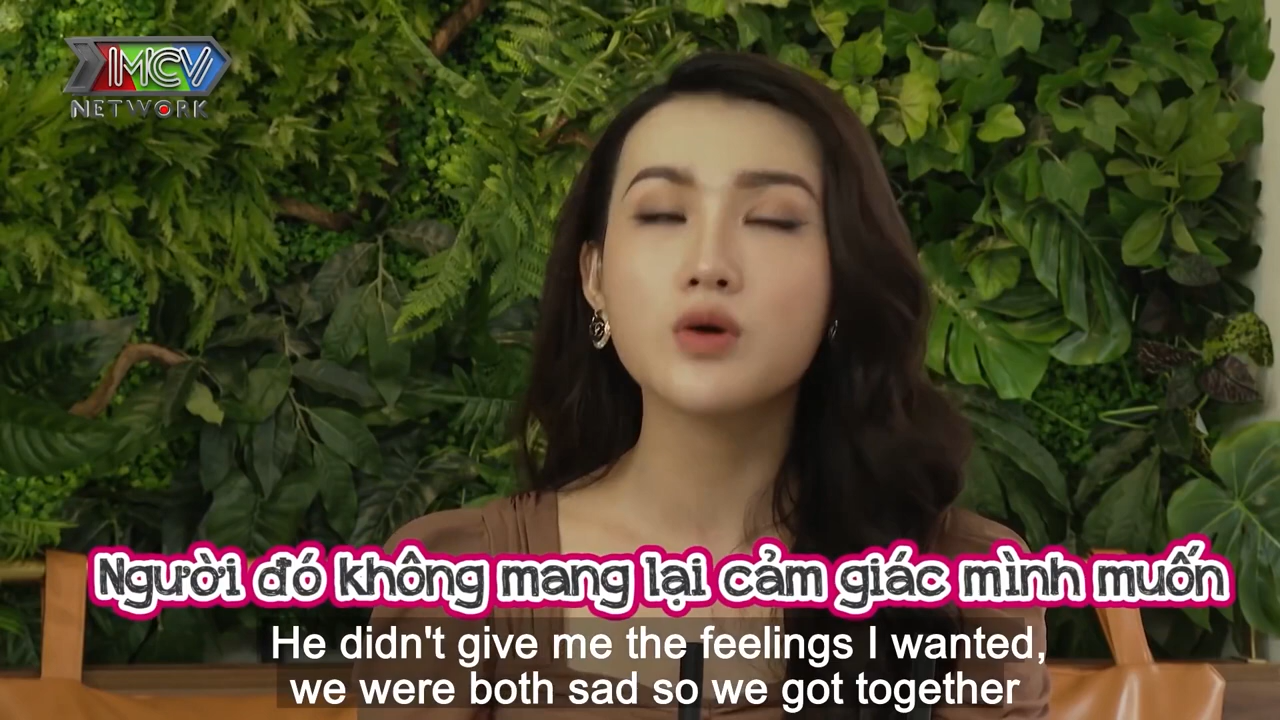 MCV
NETWORK
Người đó không mang lại cảm giác mình muốn
He didn't give me the feelings I wanted,
we were both sad so we got together